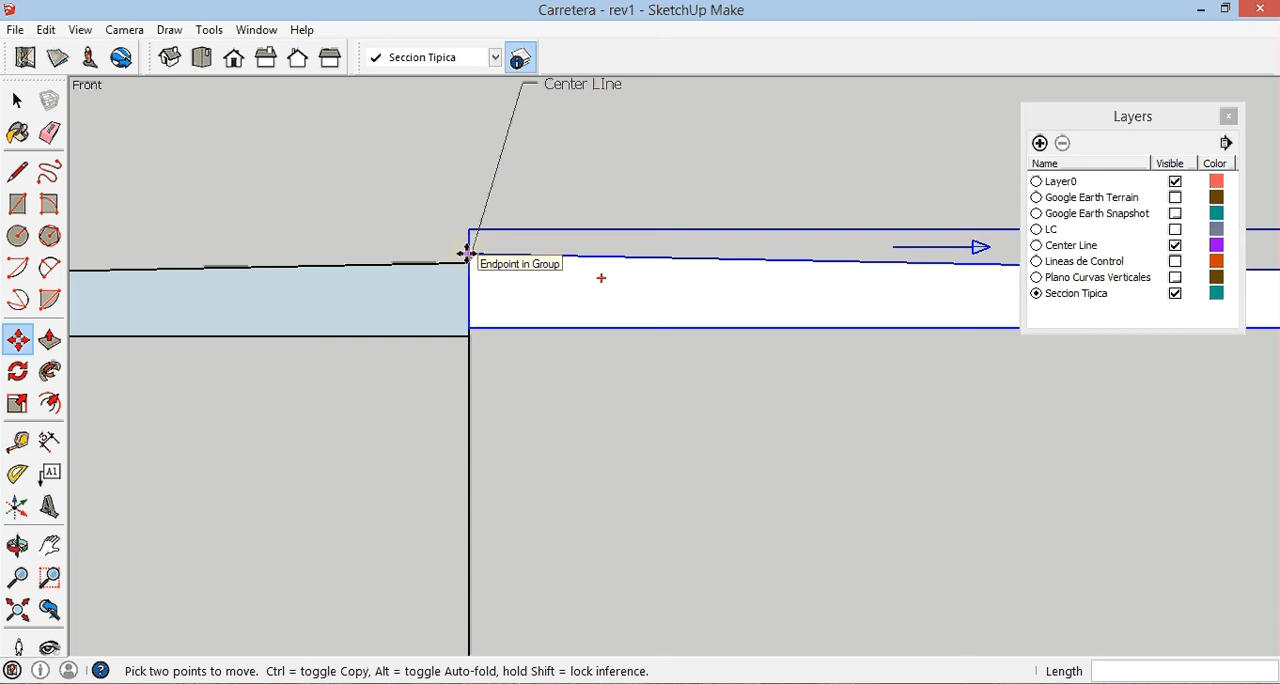 Carretera - rev1 - SketchUp Make
File Edit View Camera Draw Tools Window Help
Seccion Tipica
Front
Center LIne
Endpoint in Group
Layers
Name Visible Color
Layer0
Google Earth Terrain
Google Earth Snapshot
LC
Center Line
Lineas de Control
Plano Curvas Verticales
Seccion Tipica
A1
Pick two points to move. Ctrl = toggle Copy, Alt = toggle Auto-fold, hold Shift = lock inference.
Length